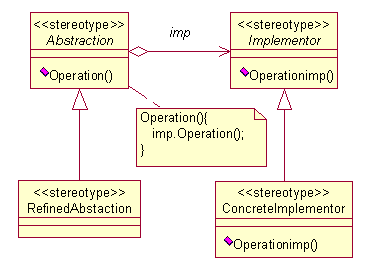 <<stereotype>>
Abstraction
Operation()
imp
<<stereotype>>
Implementor
Operationimp()
Operation(){
imp.Operation();
}
<<stereotype>>
RefinedAbstaction
<<stereotype>>
ConcreteImplementor
Operationimp()